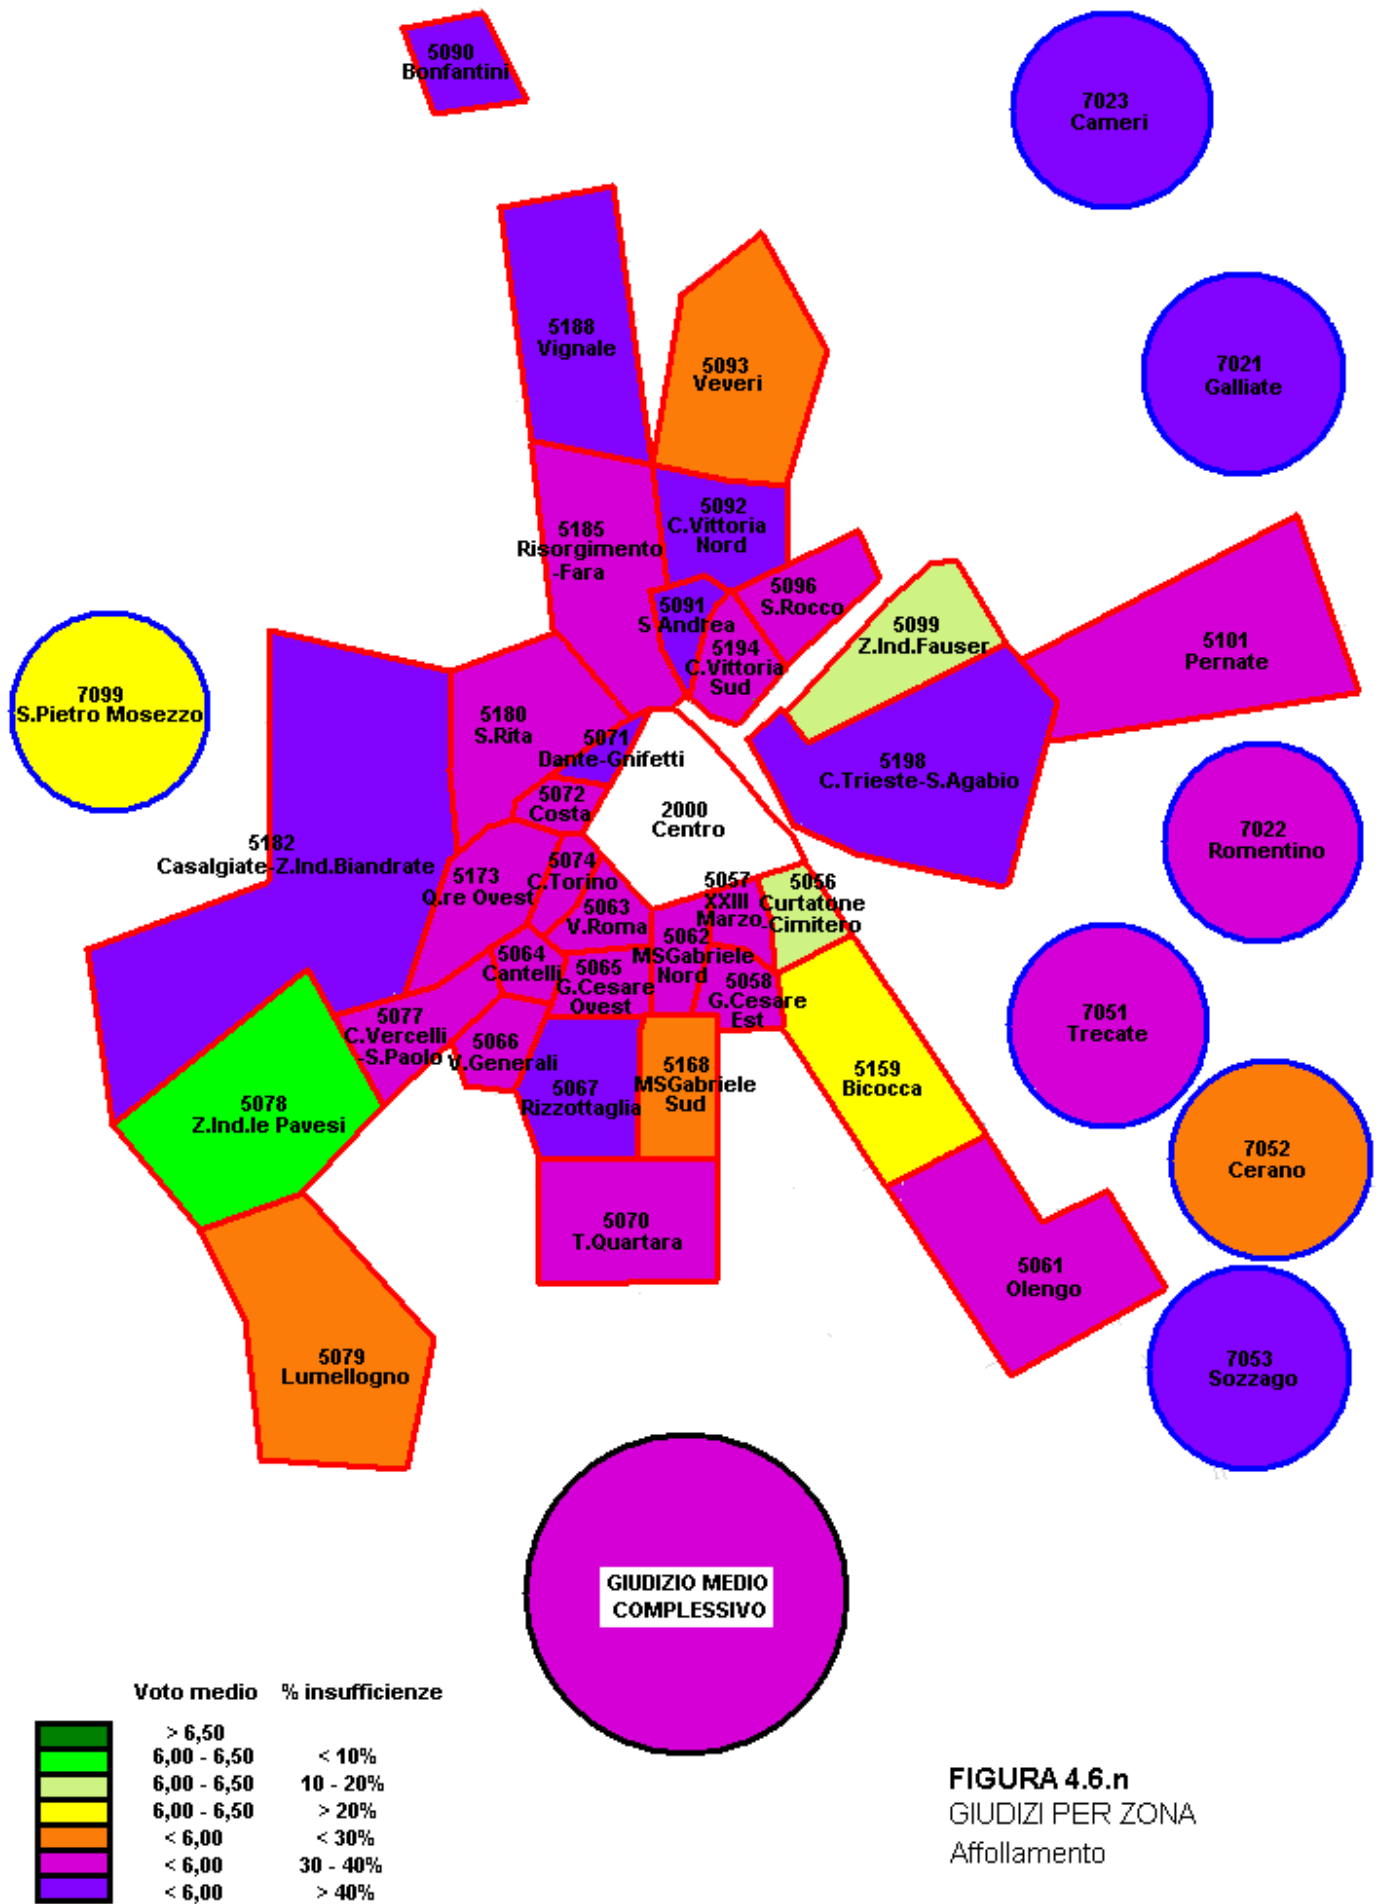 5090
Bonfantini
7023
Cameri
5188
Vignale
5093
Veveri
7021
Galliate
5092
C.Vittoria
Nord
5185
Risorgimento
-Fara
5096
S.Rocco
5091
S.Andrea
5099
Z.Ind.Fauser
5101
Pernate
5194
C.Vittoria
Sud
7099
S.Pietro Mosezzo
5180
S.Rita
5071
Dante-Gnifetti
5198
C.Trieste-S.Agabio
5072
Costa
2000
Centro
7022
Romentino
5182
Casalgiate-Z.Ind.Biandrate
5173
Q.re Ovest
5074
C.Torino
5063
V.Roma
5057
XXIII
Marzo
5056
Curtatone
-Cimitero
5062
MSGabriele
Nord
5064
Cantelli
5065
G.Cesare
Ovest
5058
G.Cesare
Est
7051
Trecate
5077
C.Vercelli
-S.Paolo
5066
V.Generali
5067
Rizzottaglia
5168
MSGabriele
Sud
5159
Bicocca
5078
Z.Ind.le Pavesi
7052
Cerano
5070
T.Quartara
5061
Olengo
5079
Lumellogno
7053
Sozzago
GIUDIZIO MEDIO
COMPLESSIVO
Voto medio % insufficienze
> 6,50
6,00 - 6,50 < 10%
6,00 - 6,50 10 - 20%
6,00 - 6,50 > 20%
< 6,00 < 30%
< 6,00 30 - 40%
< 6,00 > 40%
FIGURA 4.6.n
GIUDIZI PER ZONA
Affollamento